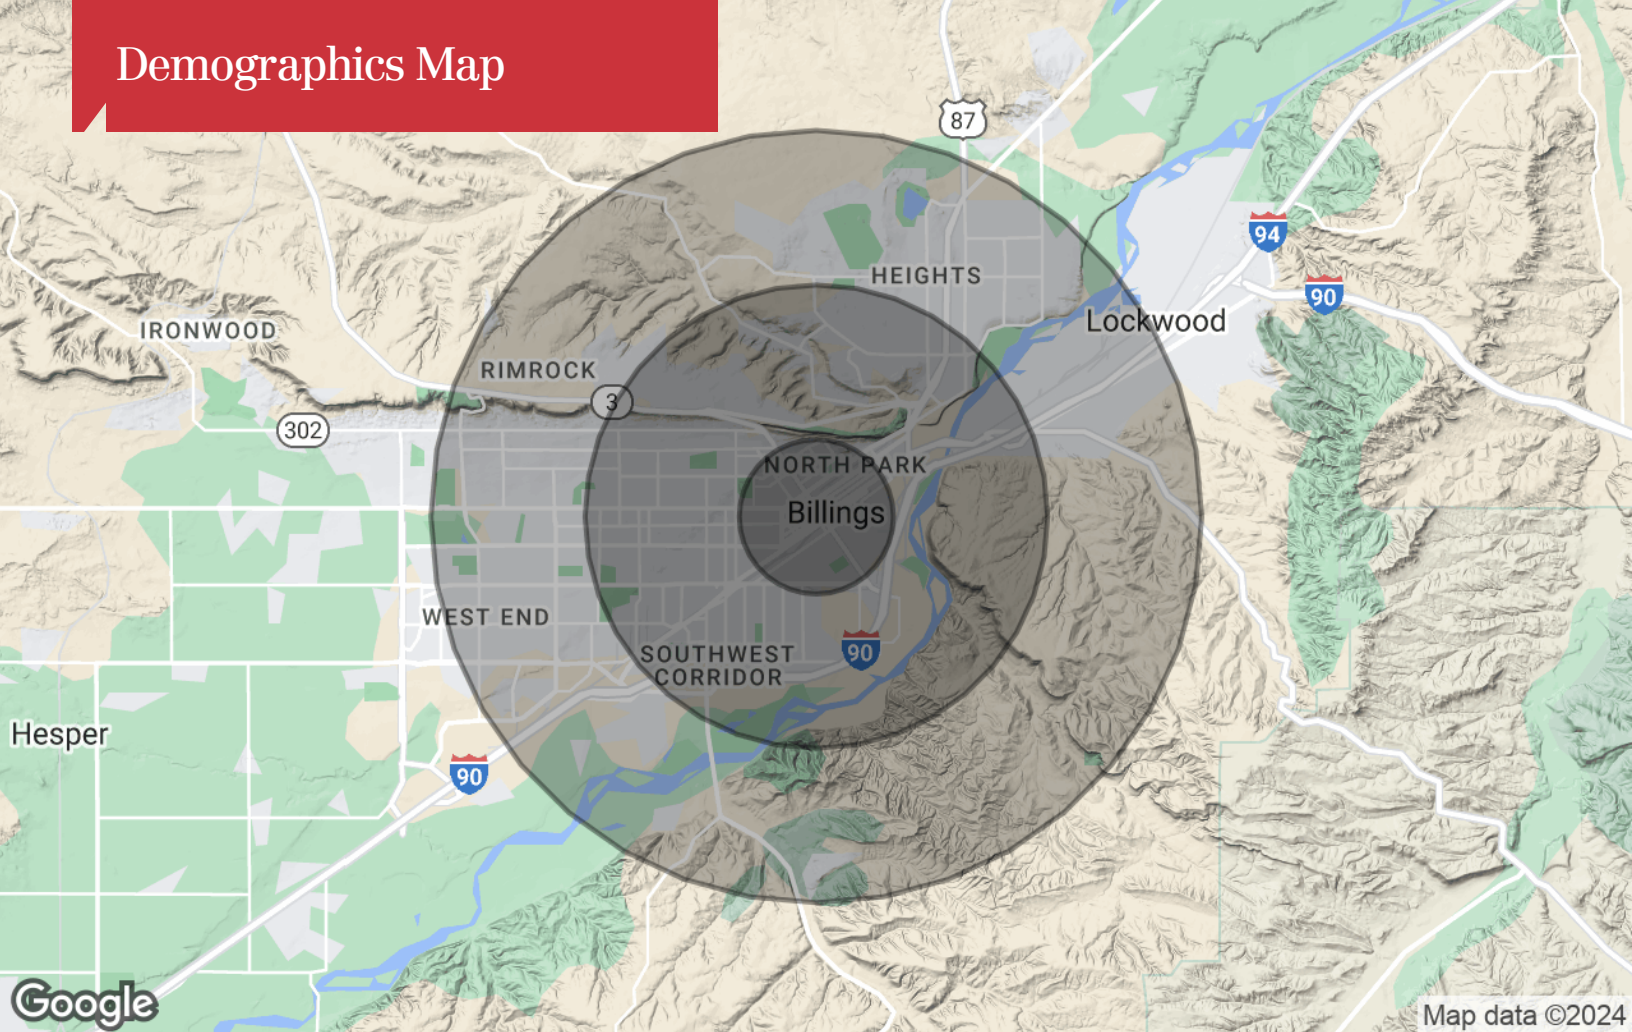 Demographics Map
87
94
HEIGHTS
90
Lockwood
IRONWOOD
RIMROCK
3
302
NORTH PARK
Billings
WEST END
90
SOUTHWEST
CORRIDOR
Hesper
90
Google
Map data ©2024